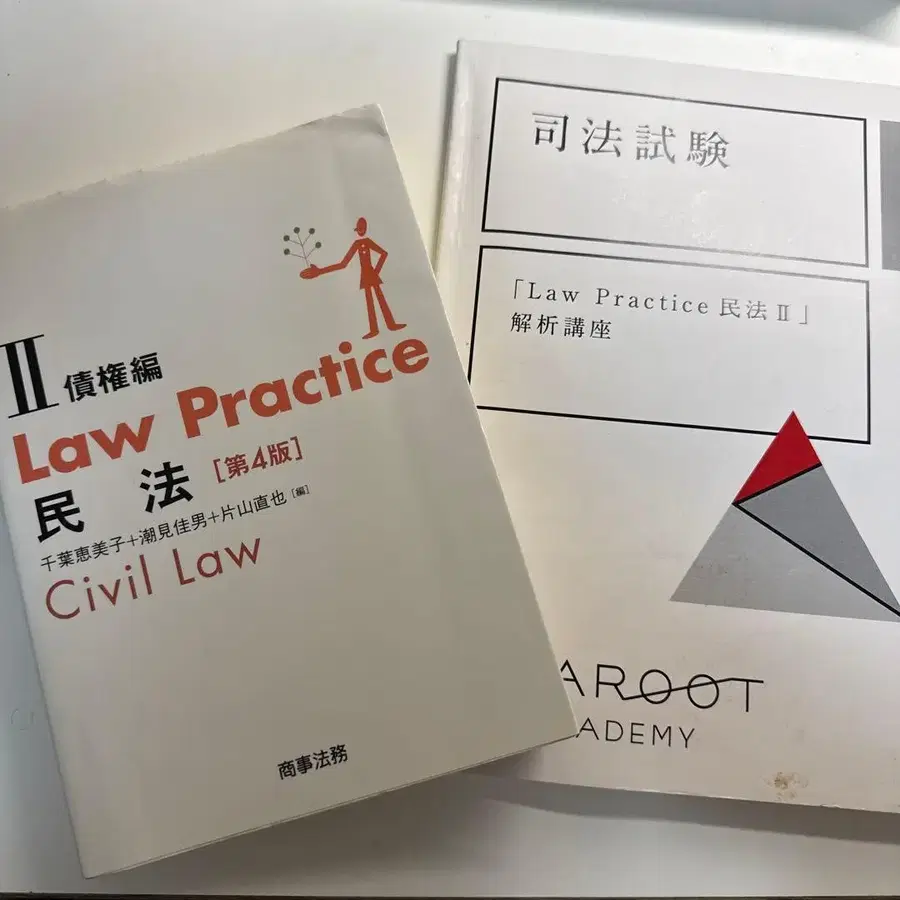 II 債権編
Law Practice
民 法 [第4版]
千葉恵美子+潮見佳男+片山直也 [編]
Civil Law
商事法務
司法試験
「Law Practice 民法Ⅱ」
解析講座
AROOT
ADEMY